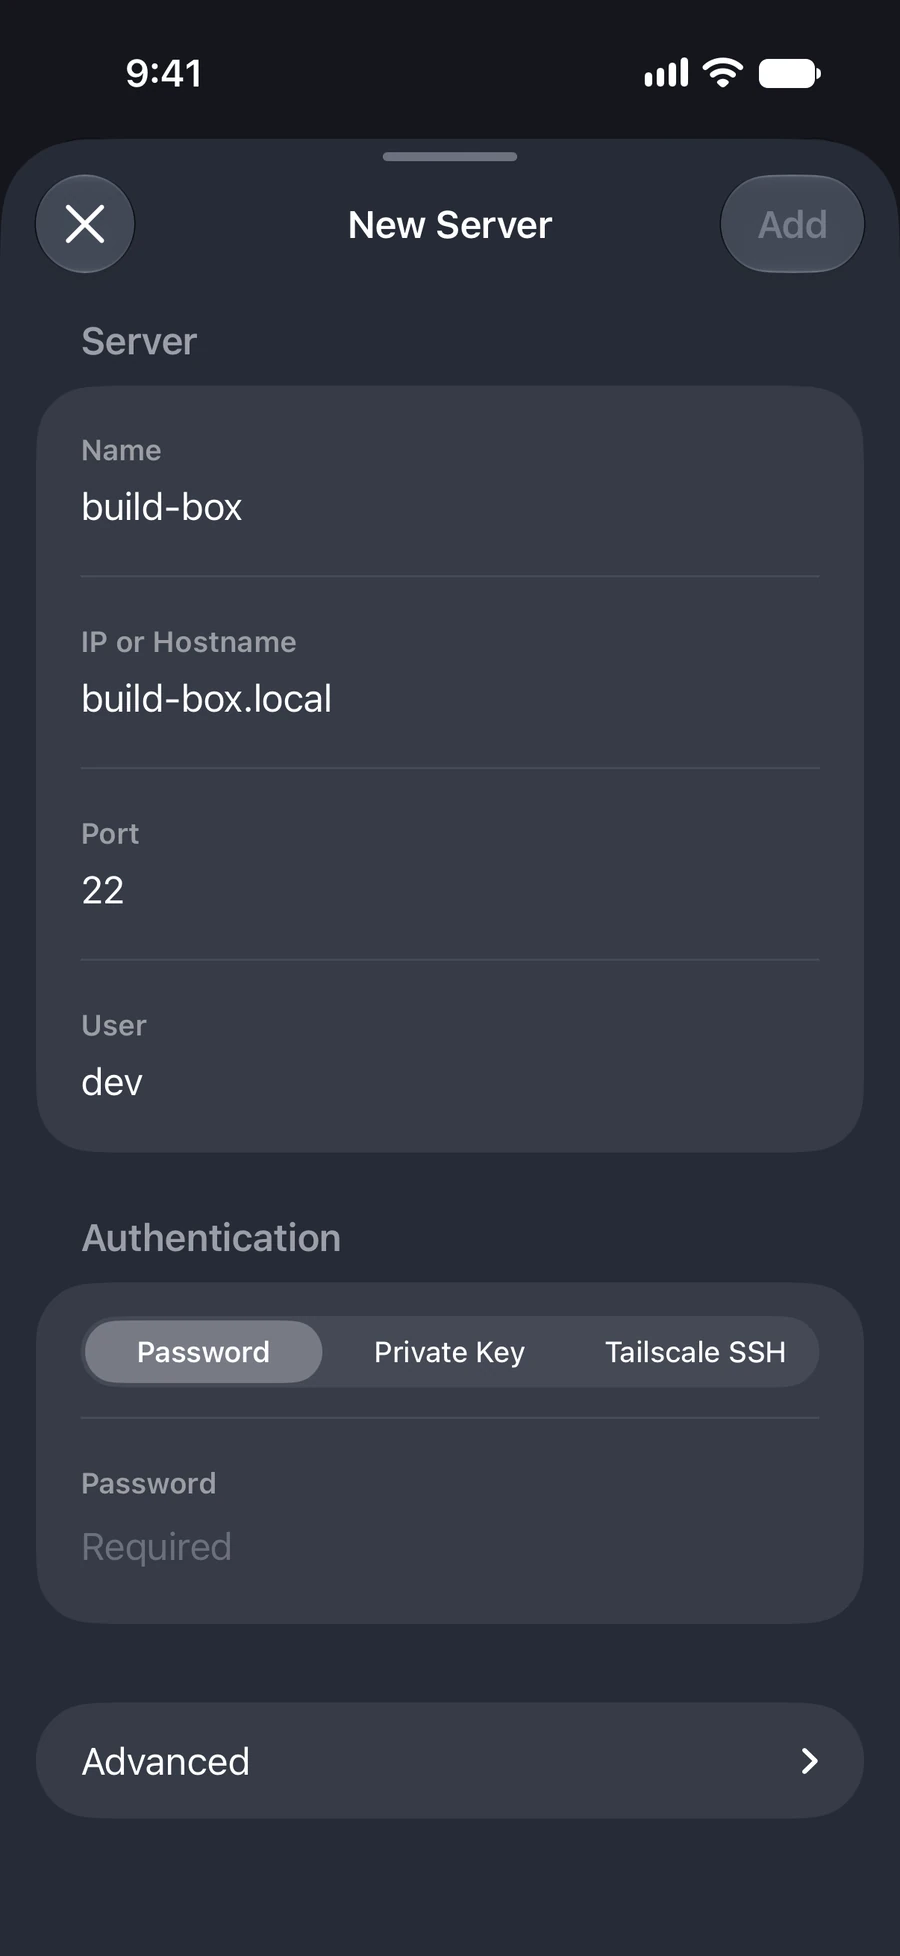 9:41
New Server
Add
Server
Name
build-box
IP or Hostname
build-box.local
Port
22
User
dev
Authentication
Password Private Key Tailscale SSH
Password
Required
Advanced